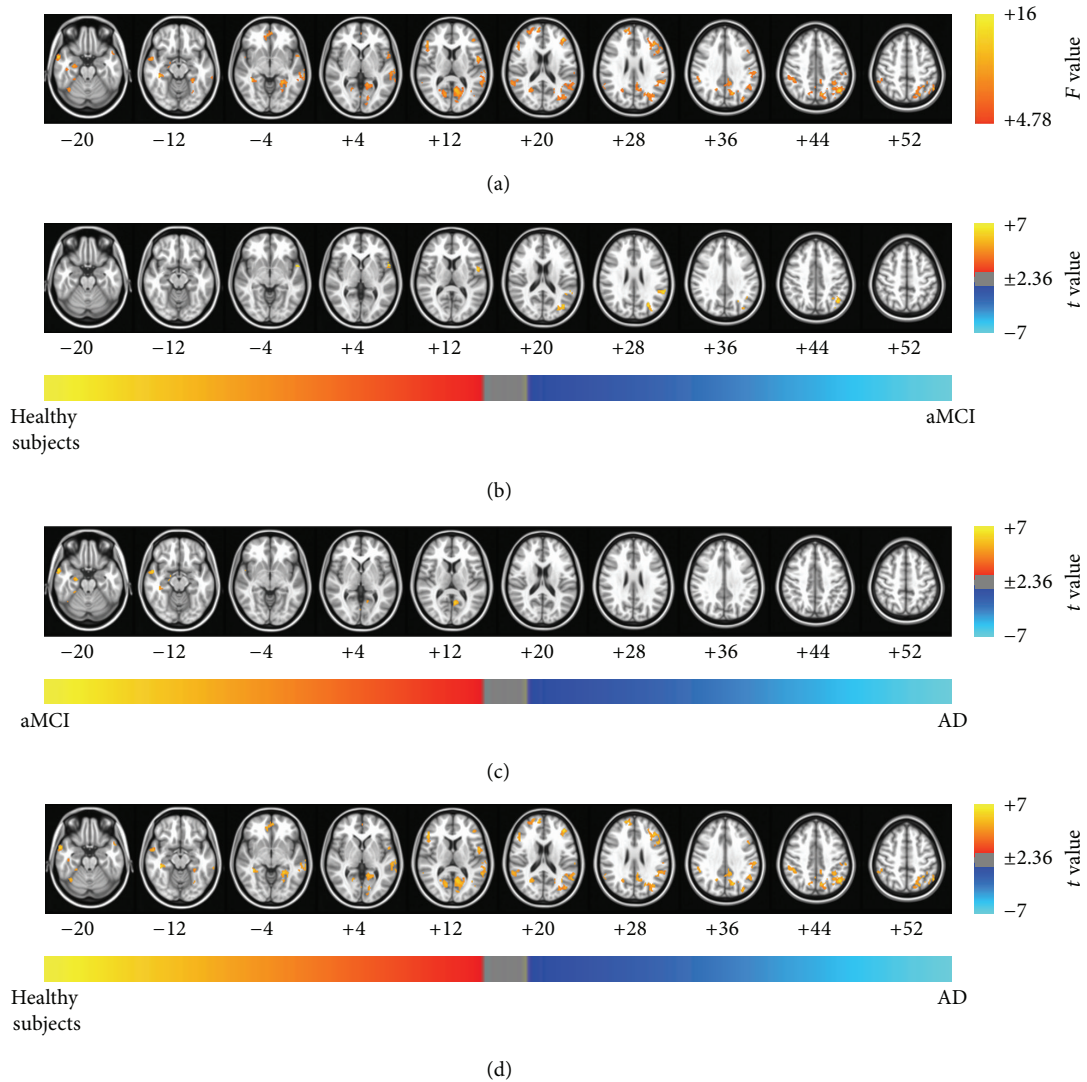 +16
+4.78
F value
−20 −12 −4 +4 +12 +20 +28 +36 +44 +52
(a)
+7
±2.36
−7
t value
−20 −12 −4 +4 +12 +20 +28 +36 +44 +52
Healthy
subjects
aMCI
(b)
+7
±2.36
−7
t value
−20 −12 −4 +4 +12 +20 +28 +36 +44 +52
aMCI AD
(c)
+7
±2.36
−7
t value
−20 −12 −4 +4 +12 +20 +28 +36 +44 +52
Healthy
subjects
AD
(d)